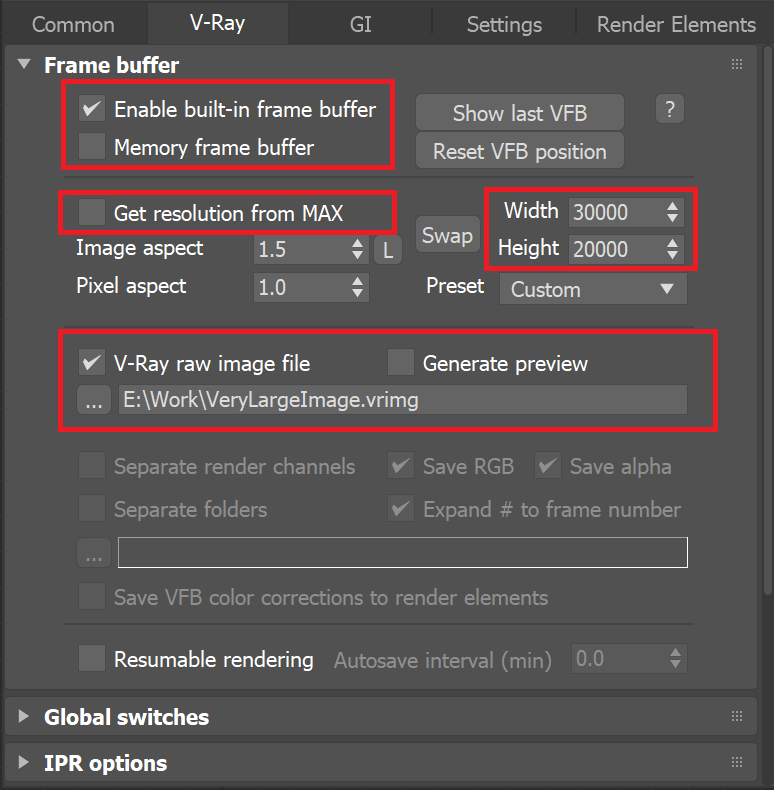 Common V-Ray GI Settings Render Elements
Frame buffer
Enable built-in frame buffer Show last VFB ?
Memory frame buffer Reset VFB position
Get resolution from MAX Width 30000
Image aspect 1.5 L Swap Height 20000
Pixel aspect 1.0 Preset Custom
V-Ray raw image file Generate preview
... E:\Work\VeryLargeImage.vrimg
Separate render channels Save RGB Save alpha
Separate folders Expand # to frame number
...
Save VFB color corrections to render elements
Resumable rendering Autosave interval (min) 0.0
Global switches
IPR options